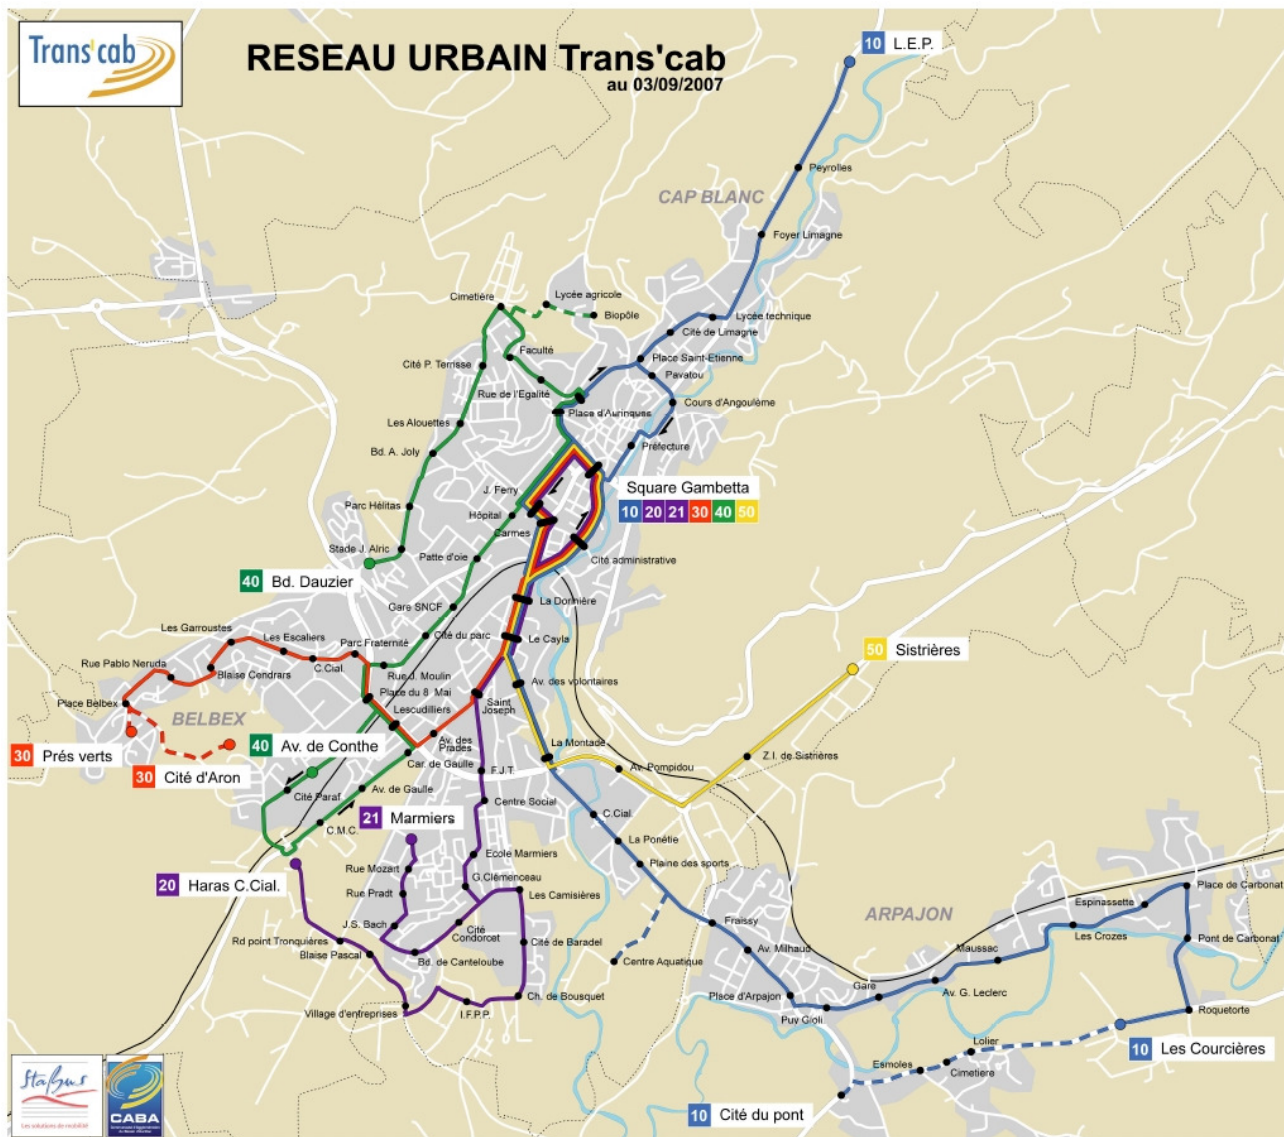 Trans'cab
RESEAU URBAIN Trans'cab
au 03/09/2007
10 L.E.P.
Peyrolles
CAP BLANC
Foyer Limagne
Lycée agricole
Cimetière
Biopôle
Lycée technique
Cité de Limagne
Faculté
Place Saint-Etienne
Cité P. Terrisse
Pavatou
Rue de l'Egalité
Cours d'Angoulème
Place d'Aurinques
Les Alouettes
Préfecture
Bd. A. Joly
J. Ferry
Square Gambetta
10 20 21 30 40 50
Parc Hélitas
Hôpital
Carmes
Stade J. Alric
Patte d'oie
Cité administrative
40 Bd. Dauzier
Gare SNCF
La Dorinière
Les Garroustes
Les Escaliers
Parc Fraternité
Cité du parc
Le Cayla
50 Sistrières
Rue Pablo Neruda
C.Cial.
Blaise Cendrars
Rue J. Moulin
Av. des volontaires
Place Belbex
Place du 8 Mai
Lescudilliers
Saint
Joseph
BELBEX
40 Av. de Conthe
Av. des
Prades
La Montade
30 Prés verts
Car. de Gaulle
Z.I. de Sistrières
30 Cité d'Aron
F.J.T.
Av. Pompidou
Cité Paraf
Av. de Gaulle
Centre Social
21 Marmiers
C.Cial.
C.M.C.
La Ponétie
Ecole Marmiers
Plaine des sports
Rue Mozart
20 Haras C.Cial.
G.Clémenceau
Rue Pradt
Les Camisières
Place de Carbonat
Espinassette
ARPAJON
J.S. Bach
Cité
Condorcet
Fraissy
Les Crozes
Rd point Tronquières
Cité de Baradel
Pont de Carbonat
Blaise Pascal
Bd. de Canteloube
Av. Milhaud
Maussac
Centre Aquatique
Gare
Av. G. Leclerc
Place d'Arpajon
Ch. de Bousquet
Village d'entreprises
I.F.P.P.
Puy Gioli
Roquetorte
Lolier
10 Les Courcières
Esmoles
Cimetiere
10 Cité du pont
StaBus
Les solutions de mobilité
CABA